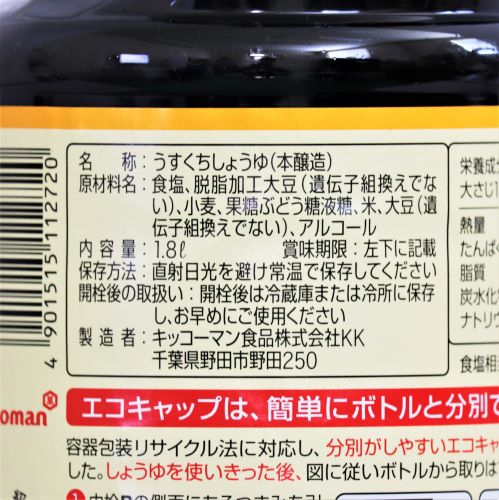 名　称：うすくちしょうゆ(本醸造)
原材料名：食塩、脱脂加工大豆（遺伝子組換えでな
い）、小麦、果糖ぶどう糖液糖、米、大豆（遺
伝子組換えでない）、アルコール
内 容 量：1.8ℓ　賞味期限：左下に記載
保存方法：直射日光を避け常温で保存してください
開栓後の取扱い：開栓後は冷蔵庫または冷所に保存
し、お早めにご使用ください
製 造 者：キッコーマン食品株式会社KK
千葉県野田市野田250
4 901515 112720
栄養成
大さじ
熱量
たんぱ
脂質
炭水化
ナトリウ
食塩相
oman
エコキャップは、簡単にボトルと分別で
容器包装リサイクル法に対応し、分別がしやすいエコキャ
した。しょうゆを使いきった後、図に従いボトルから取りは